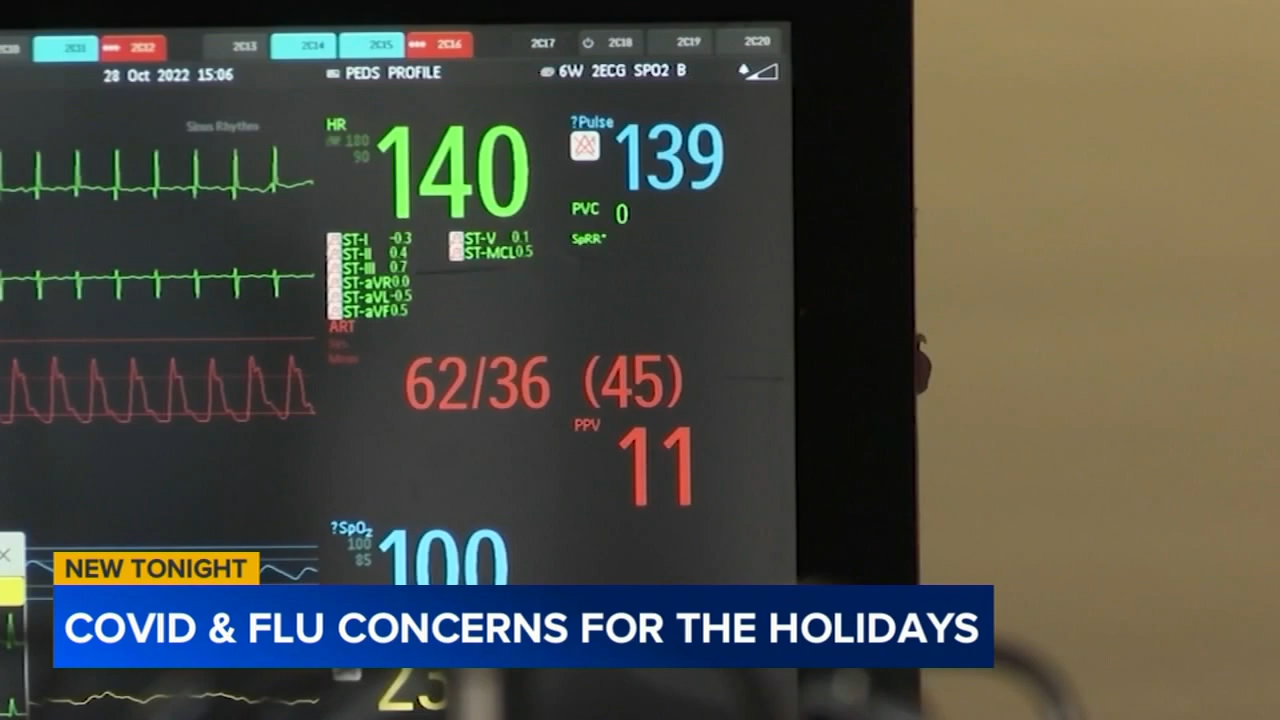 2C11 2C12 2C13 2C14 2C15 2C16 2C17 2C18 2C19 2C20
28 Oct 2022 15:06 PEDS PROFILE 6W 2ECG SPO2 B
Sinus Rhythm
HR
180
90
140
?Pulse
139
PVC 0
SpRR*
ST-I -0.3
ST-II 0.4
ST-III 0.7
ST-aVR 0.0
ST-aVL -0.5
ST-aVF 0.5
ST-V 0.1
ST-MCL 0.5
ART
62/36 (45)
PPV
11
?SpO₂
100
85
100
NEW TONIGHT
COVID & FLU CONCERNS FOR THE HOLIDAYS